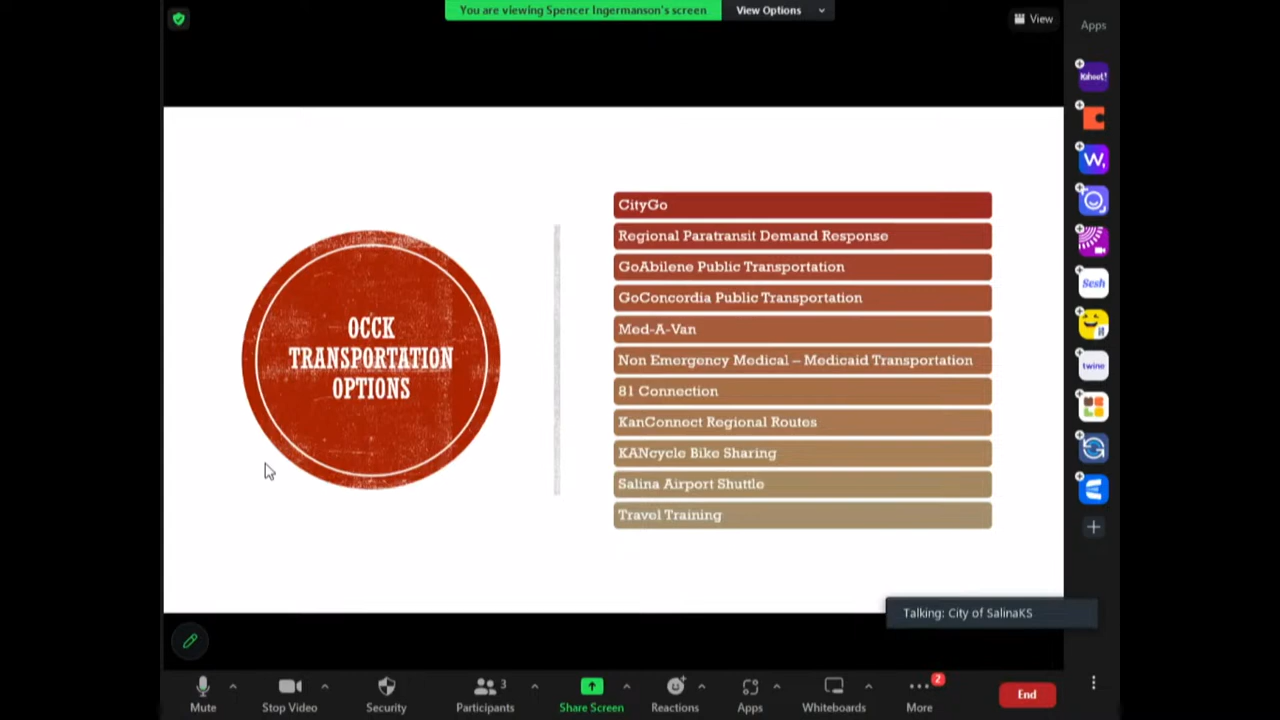 You are viewing Spencer Ingermanson's screen
View Options
View
Apps
Kahoot!
W,
Sesh
twine
OCCK
TRANSPORTATION
OPTIONS
CityGo
Regional Paratransit Demand Response
GoAbilene Public Transportation
GoConcordia Public Transportation
Med-A-Van
Non Emergency Medical – Medicaid Transportation
81 Connection
KanConnect Regional Routes
KANcycle Bike Sharing
Salina Airport Shuttle
Travel Training
Talking: City of SalinaKS
Mute
Stop Video
Security
3
Participants
Share Screen
Reactions
Apps
Whiteboards
2
More
End